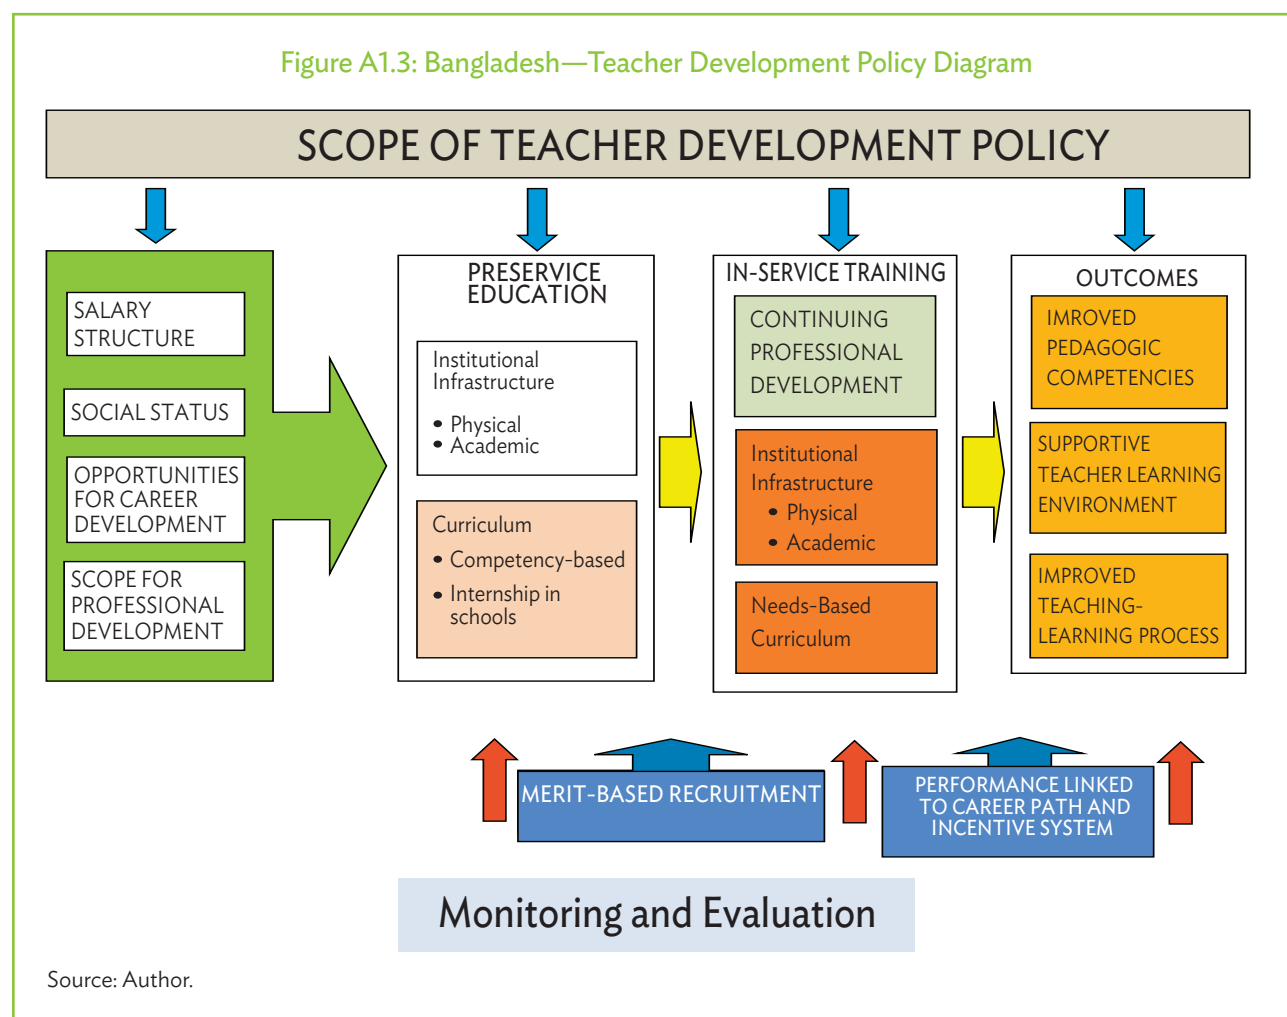 Figure A1.3: Bangladesh—Teacher Development Policy Diagram
SCOPE OF TEACHER DEVELOPMENT POLICY
SALARY
STRUCTURE
SOCIAL STATUS
OPPORTUNITIES
FOR CAREER
DEVELOPMENT
SCOPE FOR
PROFESSIONAL
DEVELOPMENT
PRESERVICE
EDUCATION
Institutional
Infrastructure
• Physical
• Academic
Curriculum
• Competency-based
• Internship in
schools
IN-SERVICE TRAINING
CONTINUING
PROFESSIONAL
DEVELOPMENT
Institutional
Infrastructure
• Physical
• Academic
Needs-Based
Curriculum
OUTCOMES
IMROVED
PEDAGOGIC
COMPETENCIES
SUPPORTIVE
TEACHER LEARNING
ENVIRONMENT
IMPROVED
TEACHING-
LEARNING PROCESS
MERIT-BASED RECRUITMENT
PERFORMANCE LINKED
TO CAREER PATH AND
INCENTIVE SYSTEM
Monitoring and Evaluation
Source: Author.